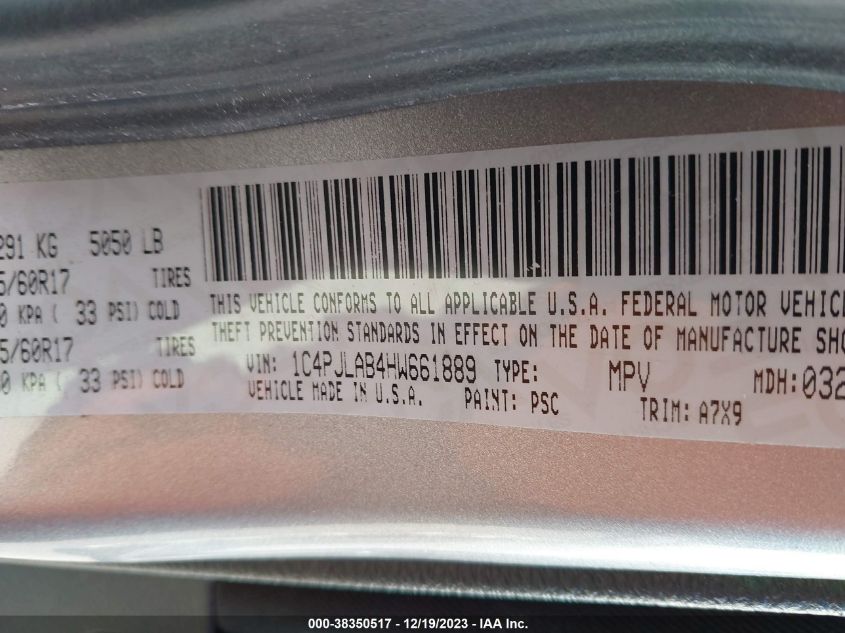 291 KG 5050 LB
5/60R17 TIRES
0 KPA ( 33 PSI) COLD
5/60R17 TIRES
0 KPA ( 33 PSI) COLD
THIS VEHICLE CONFORMS TO ALL APPLICABLE U.S.A. FEDERAL MOTOR VEHICL
THEFT PREVENTION STANDARDS IN EFFECT ON THE DATE OF MANUFACTURE SHO
VIN: 1C4PJLAB4HW661889 TYPE: MPV MDH: 032
VEHICLE MADE IN U.S.A. PAINT: PSC TRIM: A7X9
000-38350517 - 12/19/2023 - IAA Inc.